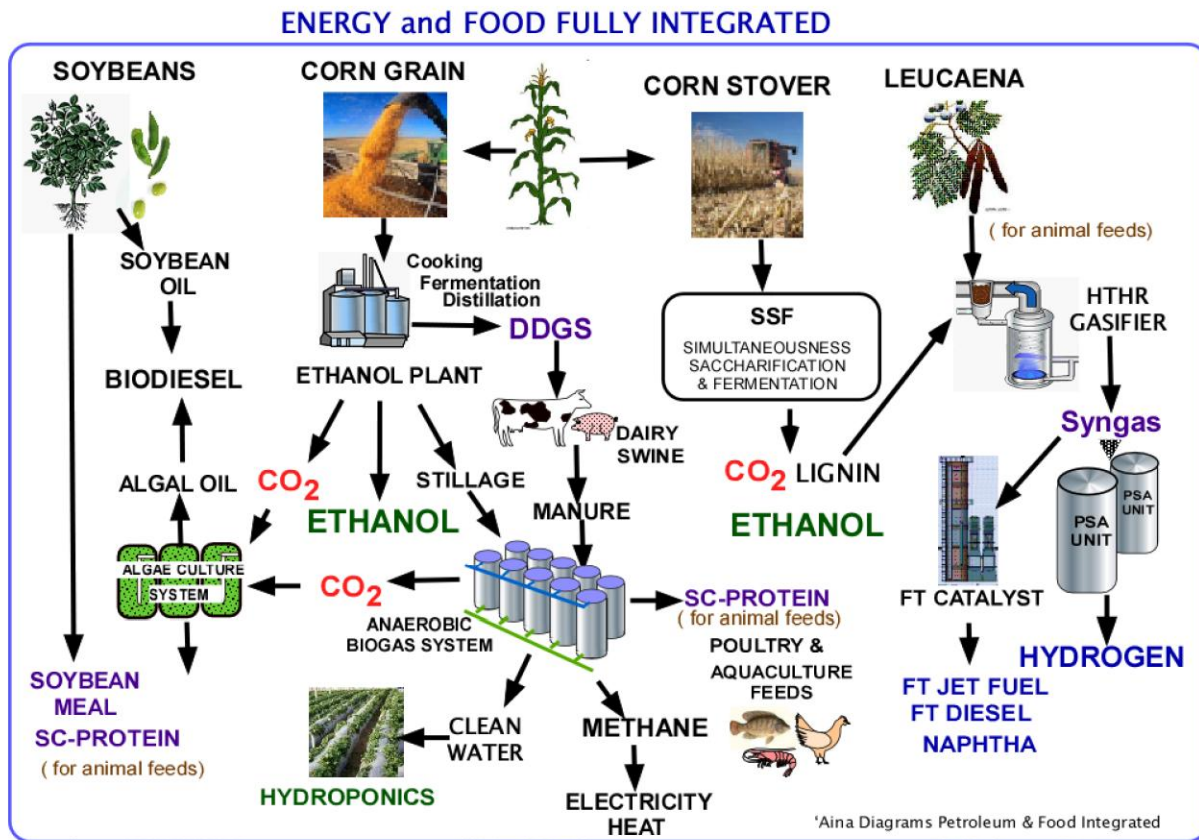 ENERGY and FOOD FULLY INTEGRATED
SOYBEANS
CORN GRAIN
CORN STOVER
LEUCAENA
( for animal feeds)
SOYBEAN
OIL
Cooking
Fermentation
Distillation
DDGS
SSF
SIMULTANEOUSNESS
SACCHARIFICATION
& FERMENTATION
HTHR
GASIFIER
BIODIESEL
ETHANOL PLANT
DAIRY
SWINE
Syngas
ALGAL OIL
CO2
STILLAGE
ETHANOL
MANURE
CO2 LIGNIN
ETHANOL
PSA
UNIT
PSA
UNIT
ALGAE CULTURE
SYSTEM
CO2
ANAEROBIC
BIOGAS SYSTEM
SC-PROTEIN
( for animal feeds)
POULTRY &
AQUACULTURE
FEEDS
FT CATALYST
HYDROGEN
FT JET FUEL
FT DIESEL
NAPHTHA
SOYBEAN
MEAL
SC-PROTEIN
( for animal feeds)
CLEAN
WATER
HYDROPONICS
METHANE
ELECTRICITY
HEAT
'Aina Diagrams Petroleum & Food Integrated